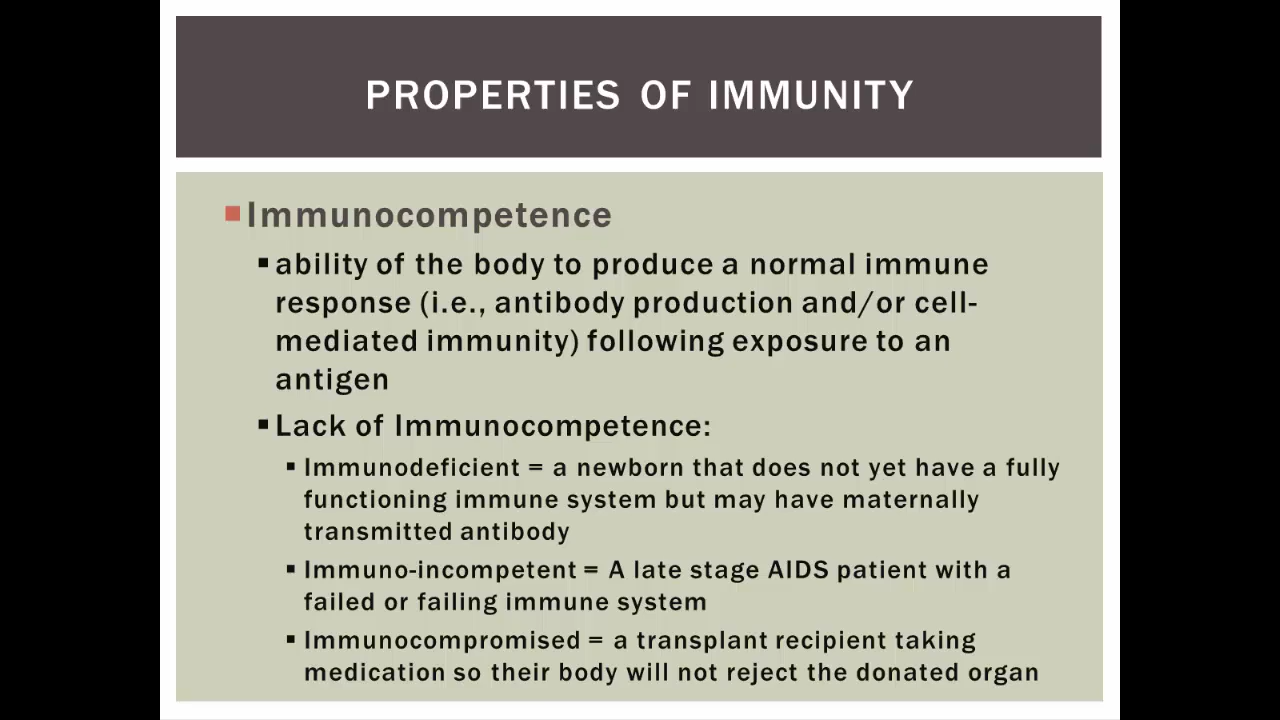 PROPERTIES OF IMMUNITY
Immunocompetence
ability of the body to produce a normal immune
response (i.e., antibody production and/or cell-
mediated immunity) following exposure to an
antigen
Lack of Immunocompetence:
Immunodeficient = a newborn that does not yet have a fully
functioning immune system but may have maternally
transmitted antibody
Immuno-incompetent = A late stage AIDS patient with a
failed or failing immune system
Immunocompromised = a transplant recipient taking
medication so their body will not reject the donated organ